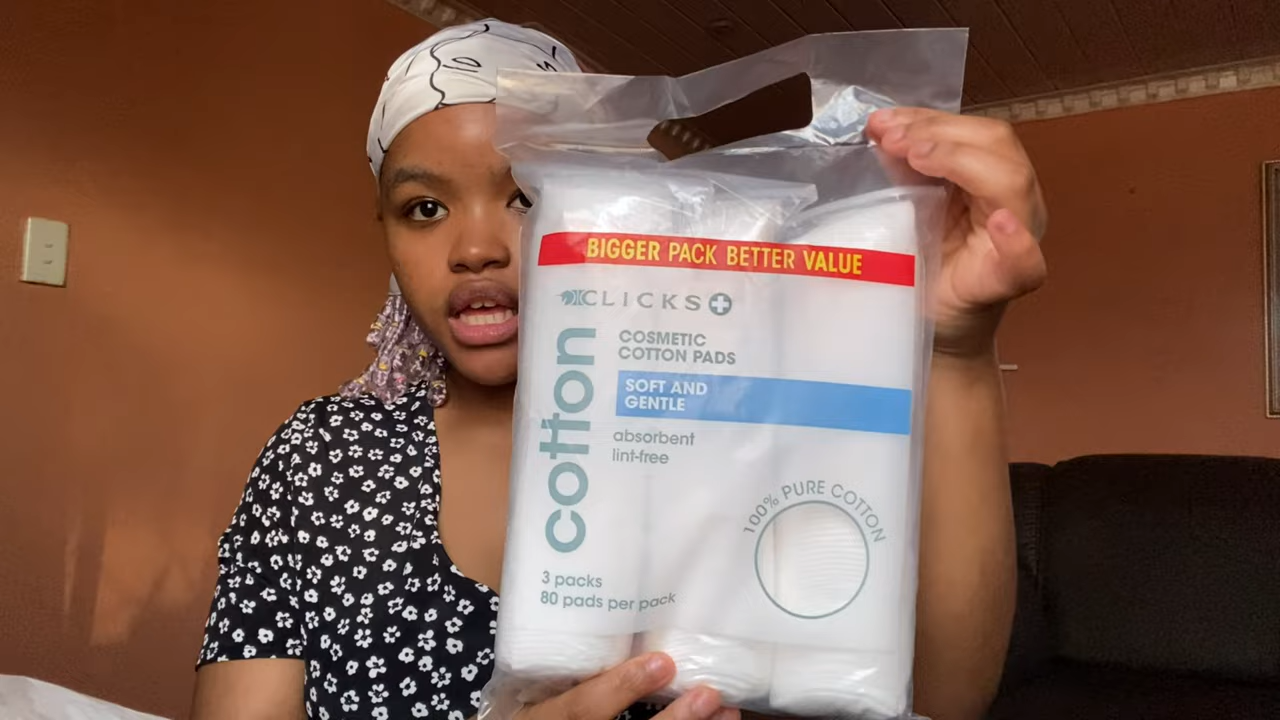 BIGGER PACK BETTER VALUE
CLICKS
cotton
COSMETIC
COTTON PADS
SOFT AND
GENTLE
absorbent
lint-free
100% PURE COTTON
3 packs
80 pads per pack